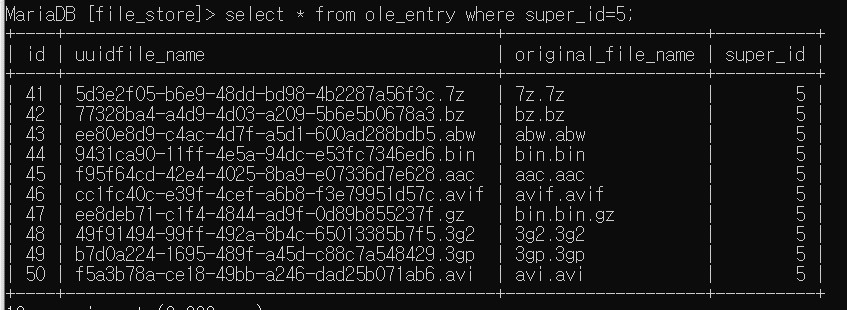 MariaDB [file_store]> select * from ole_entry where super_id=5;
+----+------------------------------------------+--------------------+----------+
| id | uuidfile_name | original_file_name | super_id |
+----+------------------------------------------+--------------------+----------+
| 41 | 5d3e2f05-b6e9-48dd-bd98-4b2287a56f3c.7z | 7z.7z | 5 |
| 42 | 77328ba4-a4d9-4d03-a209-5b6e5b0678a3.bz | bz.bz | 5 |
| 43 | ee80e8d9-c4ac-4d7f-a5d1-600ad288bdb5.abw | abw.abw | 5 |
| 44 | 9431ca90-11ff-4e5a-94dc-e53fc7346ed6.bin | bin.bin | 5 |
| 45 | f95f64cd-42e4-4025-8ba9-e07336d7e628.aac | aac.aac | 5 |
| 46 | cc1fc40c-e39f-4cef-a6b8-f3e79951d57c.avif | avif.avif | 5 |
| 47 | ee8deb71-c1f4-4844-ad9f-0d89b855237f.gz | bin.bin.gz | 5 |
| 48 | 49f91494-99ff-492a-8b4c-65013385b7f5.3g2 | 3g2.3g2 | 5 |
| 49 | b7d0a224-1695-489f-a45d-c88c7a548429.3gp | 3gp.3gp | 5 |
| 50 | f5a3b78a-ce18-49bb-a246-dad25b071ab6.avi | avi.avi | 5 |
+----+------------------------------------------+--------------------+----------+